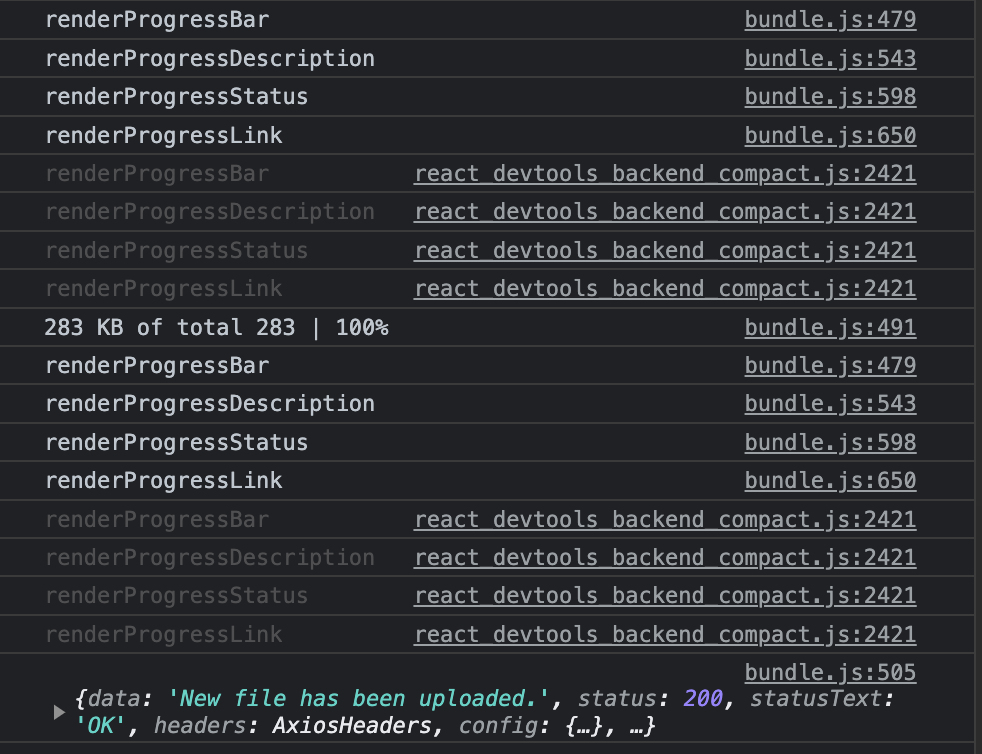 renderProgressBar bundle.js:479
renderProgressDescription bundle.js:543
renderProgressStatus bundle.js:598
renderProgressLink bundle.js:650
renderProgressBar react_devtools_backend_compact.js:2421
renderProgressDescription react_devtools_backend_compact.js:2421
renderProgressStatus react_devtools_backend_compact.js:2421
renderProgressLink react_devtools_backend_compact.js:2421
283 KB of total 283 | 100% bundle.js:491
renderProgressBar bundle.js:479
renderProgressDescription bundle.js:543
renderProgressStatus bundle.js:598
renderProgressLink bundle.js:650
renderProgressBar react_devtools_backend_compact.js:2421
renderProgressDescription react_devtools_backend_compact.js:2421
renderProgressStatus react_devtools_backend_compact.js:2421
renderProgressLink react_devtools_backend_compact.js:2421
bundle.js:505
{data: 'New file has been uploaded.', status: 200, statusText:
'OK', headers: AxiosHeaders, config: {…}, …}